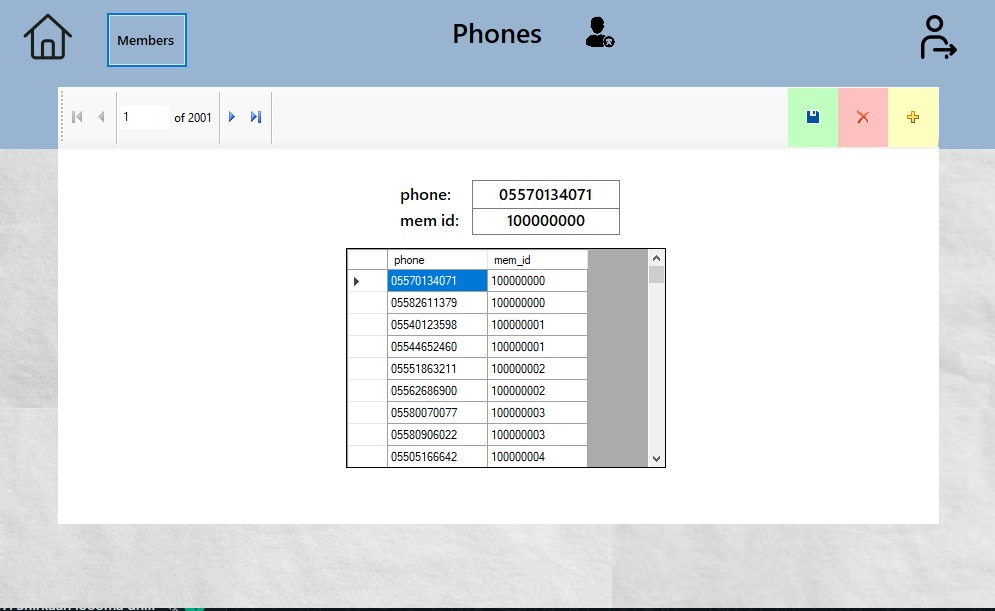 Members
Phones
1 of 2001
phone: 05570134071
mem id: 100000000
phone mem_id
05570134071 100000000
05582611379 100000000
05540123598 100000001
05544652460 100000001
05551863211 100000002
05562686900 100000002
05580070077 100000003
05580906022 100000003
05505166642 100000004